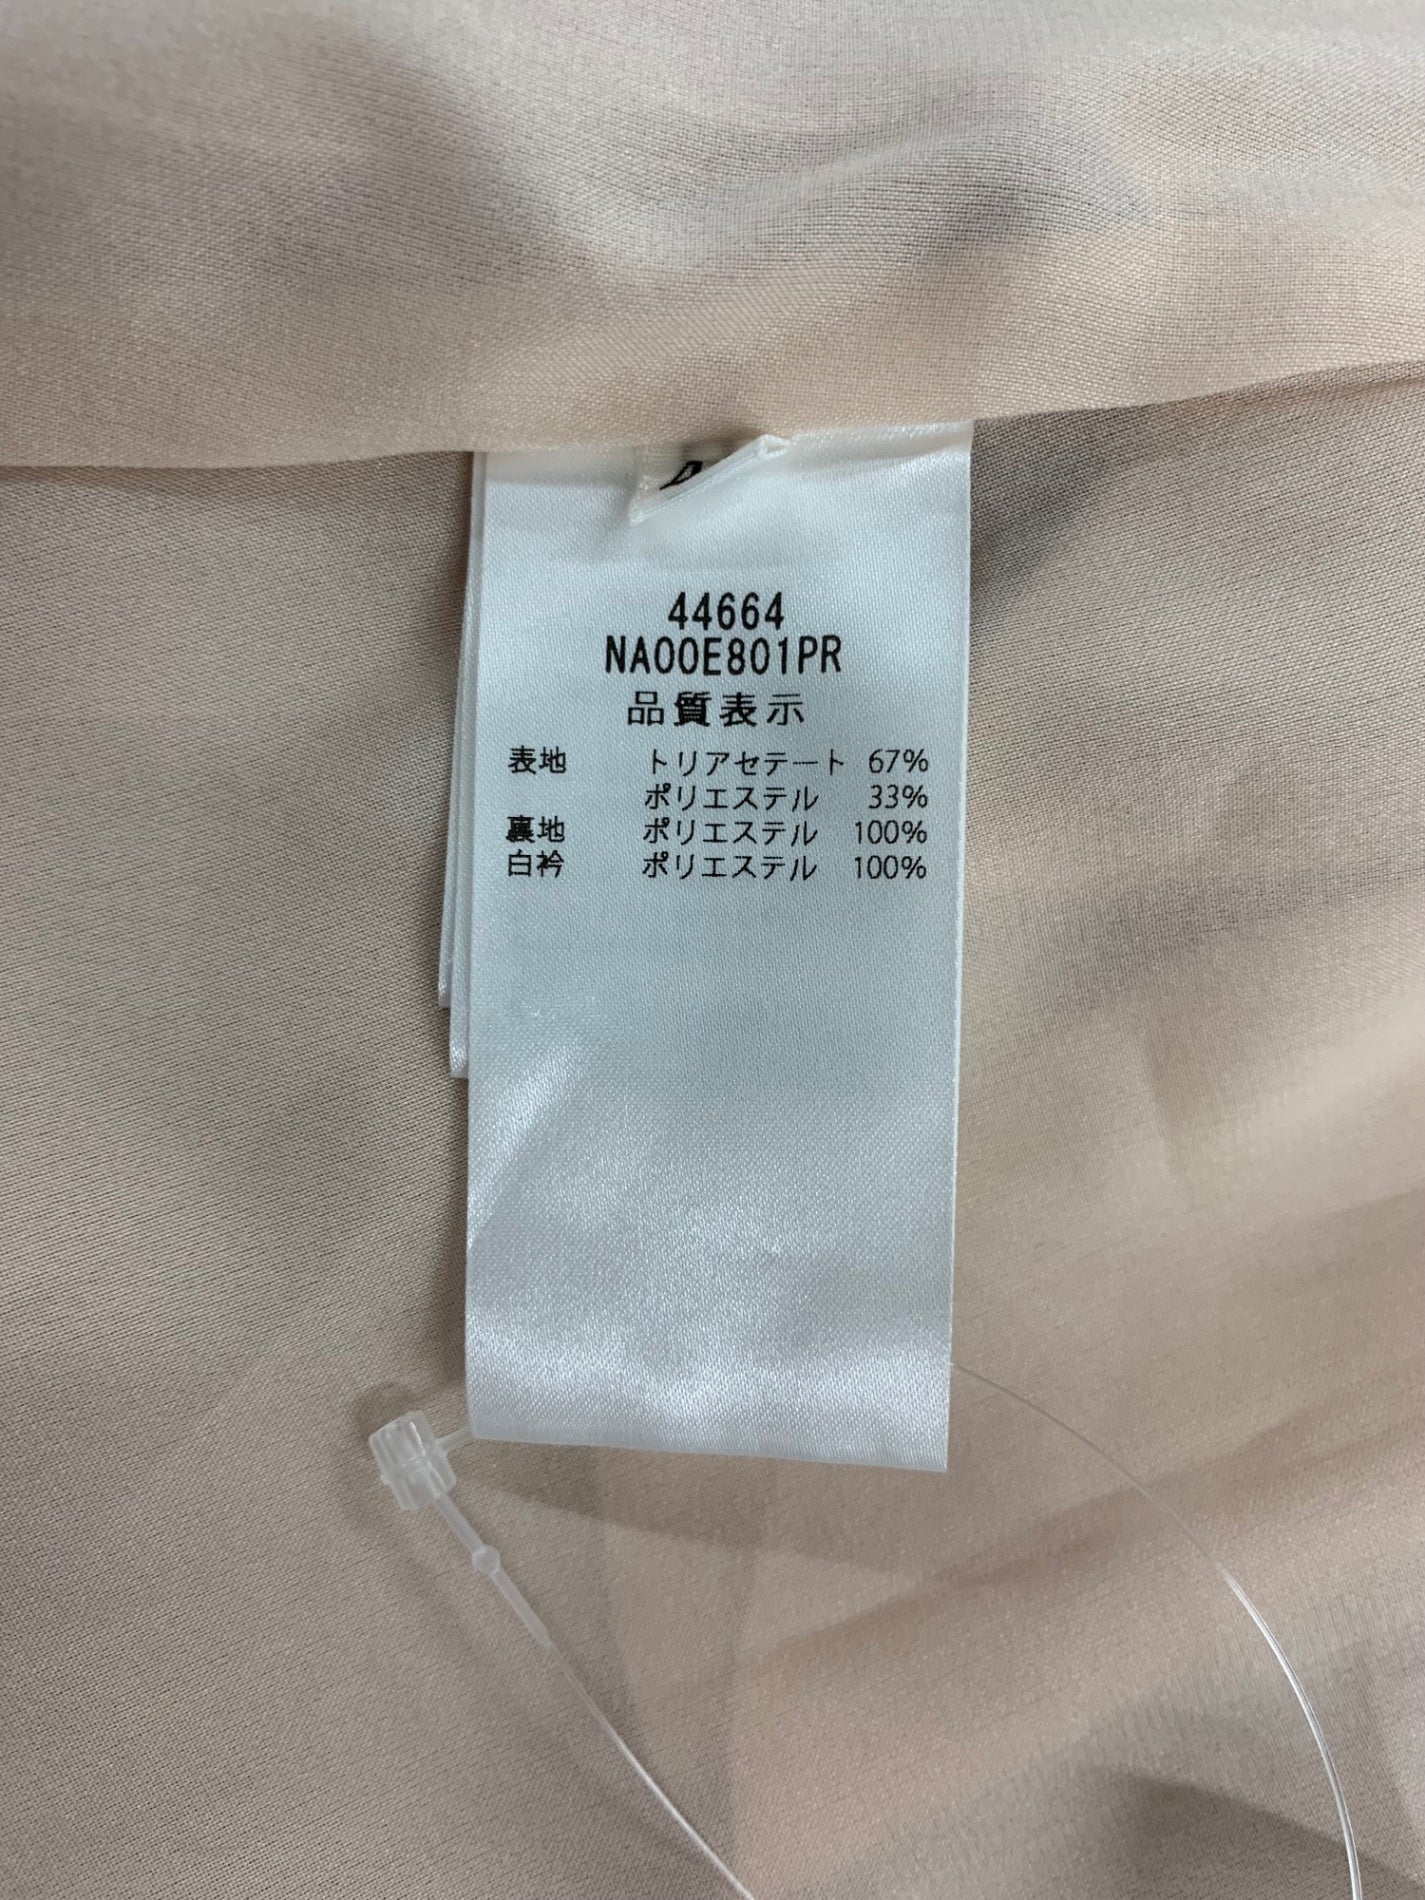 44664
NA00E801PR
品質表示
表地 トリアセテート 67%
ポリエステル 33%
裏地 ポリエステル 100%
白衿 ポリエステル 100%